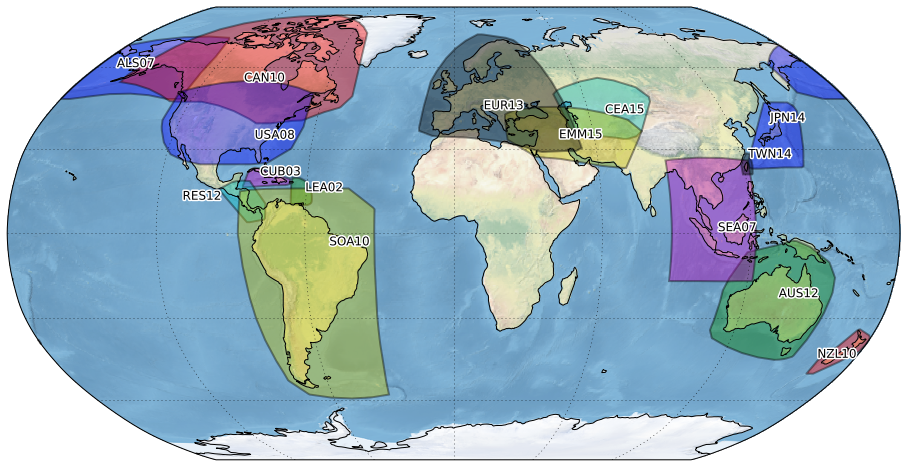 ALS07
CAN10
EUR13
CEA15
JPN14
USA08
EMM15
TWN14
CUB03
LEA02
RES12
SEA07
SOA10
AUS12
NZL10